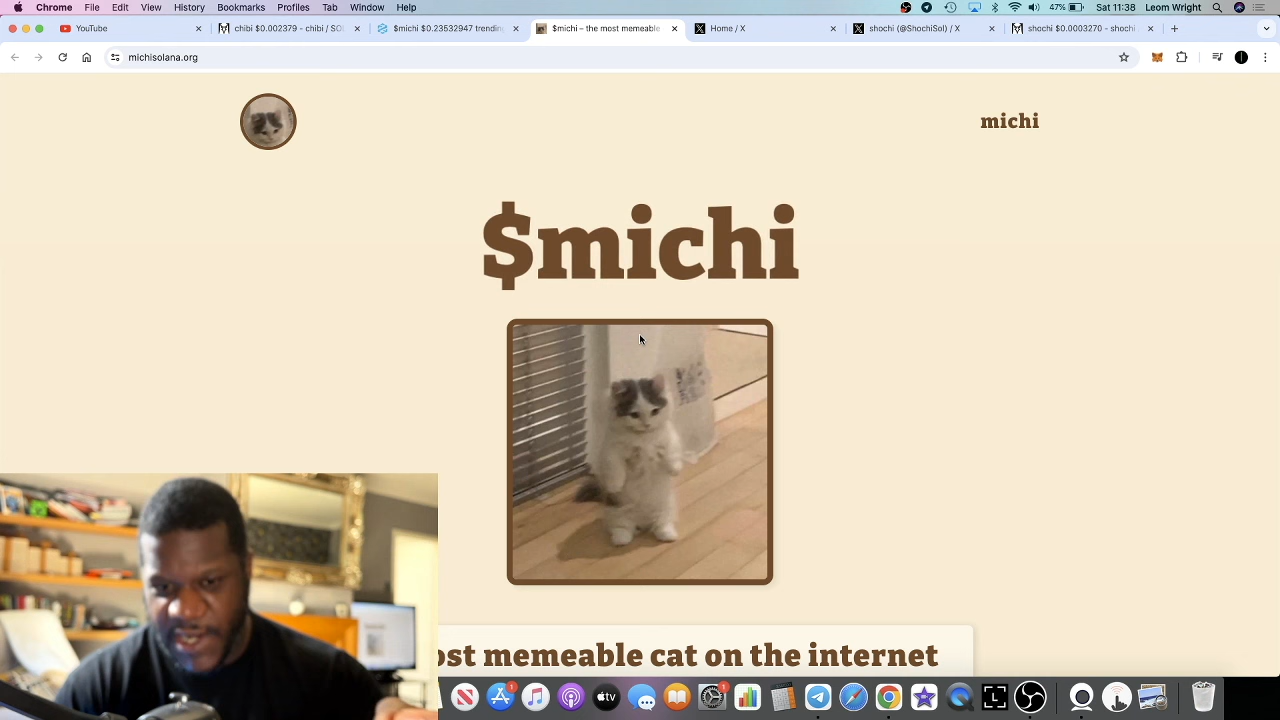 Chrome File Edit View History Bookmarks Profiles Tab Window Help 47% Sat 11:38 Leom Wright
YouTube chibi $0.002379 - chibi / SO $michi $0.23532947 trending $michi – the most memeable Home / X shochi (@ShochiSol) / X shochi $0.0003270 - shochi
michisolana.org
michi
$michi
ost memeable cat on the internet